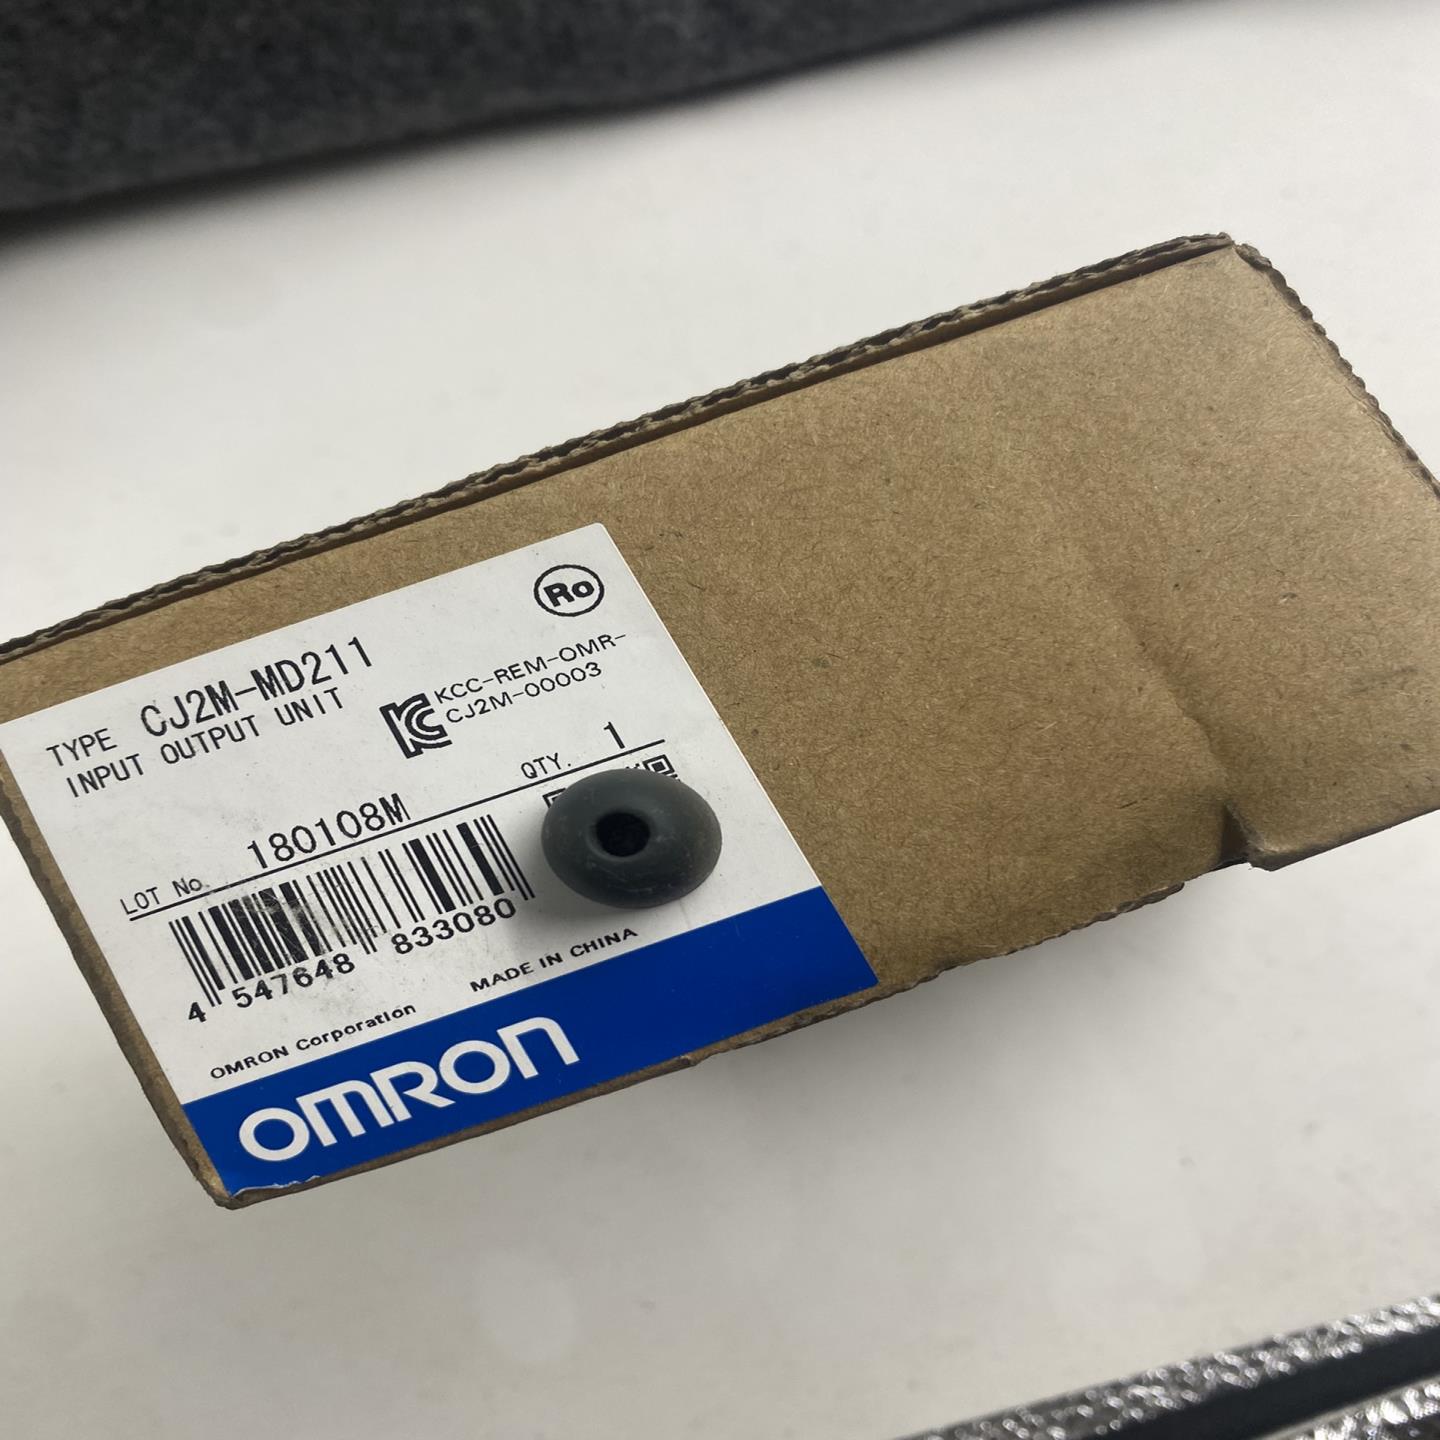 Ro
TYPE CJ2M-MD211
INPUT OUTPUT UNIT
KCC-REM-OMR-
CJ2M-00003
QTY. 1
LOT No. 180108M
4 547648 833080
OMRON Corporation MADE IN CHINA
OMRON